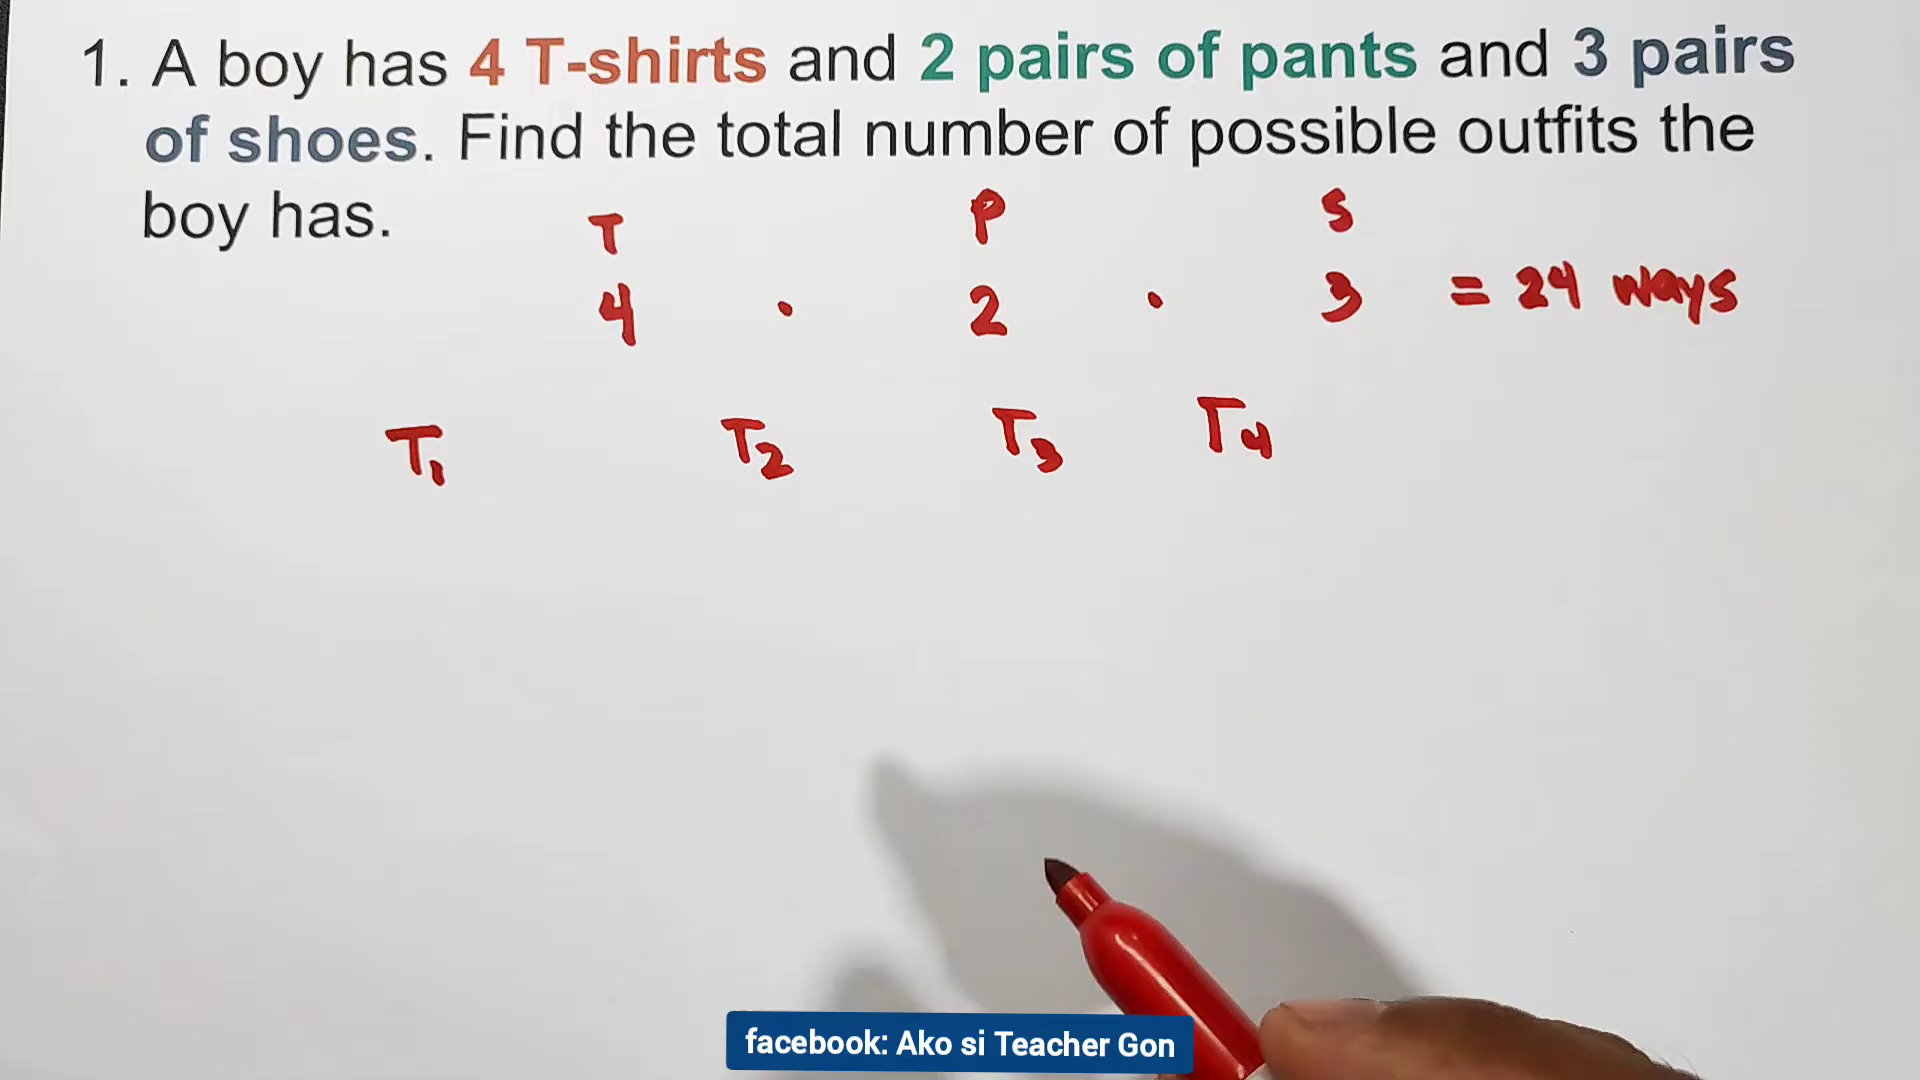 1. A boy has 4 T-shirts and 2 pairs of pants and 3 pairs
of shoes. Find the total number of possible outfits the
boy has.
T P S
4 · 2 · 3 = 24 ways
T₁ T₂ T₃ T₄
facebook: Ako si Teacher Gon